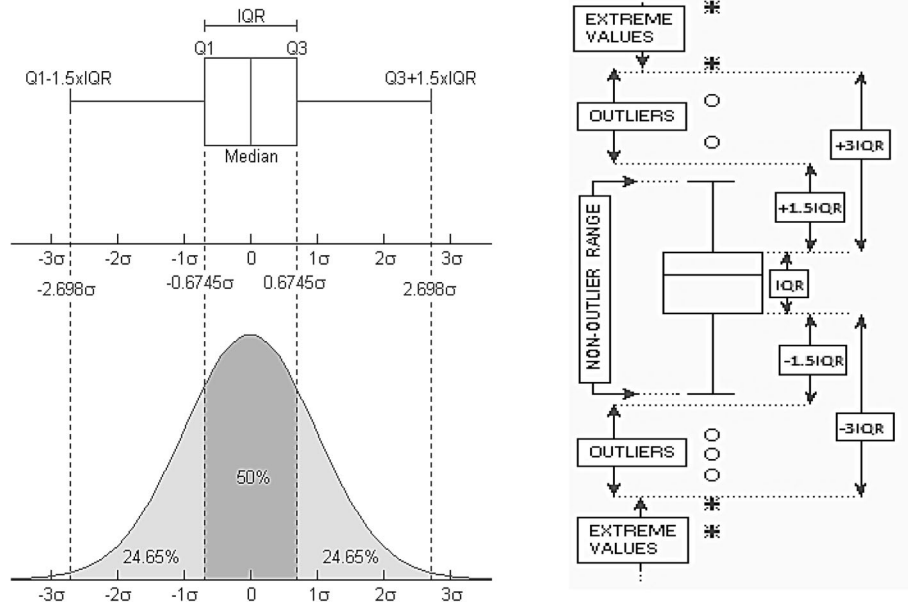 IQR
Q1 Q3
Q1-1.5xIQR Q3+1.5xIQR
Median
-3σ -2σ -1σ 0 1σ 2σ 3σ
-2.698σ -0.6745σ 0.6745σ 2.698σ
50%
24.65% 24.65%
-3σ -2σ -1σ 0 1σ 2σ 3σ
EXTREME
VALUES
OUTLIERS
+3IQR
+1.5IQR
NON-OUTLIER RANGE
IQR
-1.5IQR
-3IQR
OUTLIERS
EXTREME
VALUES